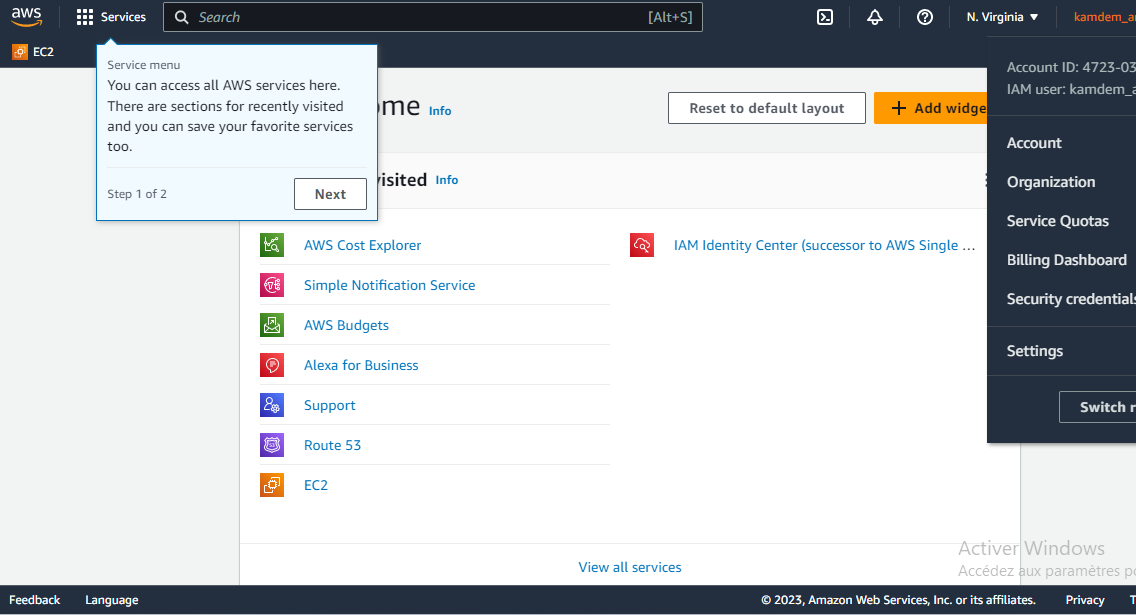 aws
Services
Search
[Alt+S]
N. Virginia
EC2
Service menu
You can access all AWS services here.
There are sections for recently visited
and you can save your favorite services
too.
Step 1 of 2
Next
Info
Reset to default layout
Account ID: 4723-03
IAM user:
visited
Info
AWS Cost Explorer
Simple Notification Service
AWS Budgets
Alexa for Business
Support
Route 53
EC2
IAM Identity Center (successor to AWS Single ...
View all services
Account
Organization
Service Quotas
Billing Dashboard
Security credentials
Settings
Switch
Activer Windows
Accédez aux paramètres
Feedback
Language
© 2023, Amazon Web Services, Inc. or its affiliates.
Privacy